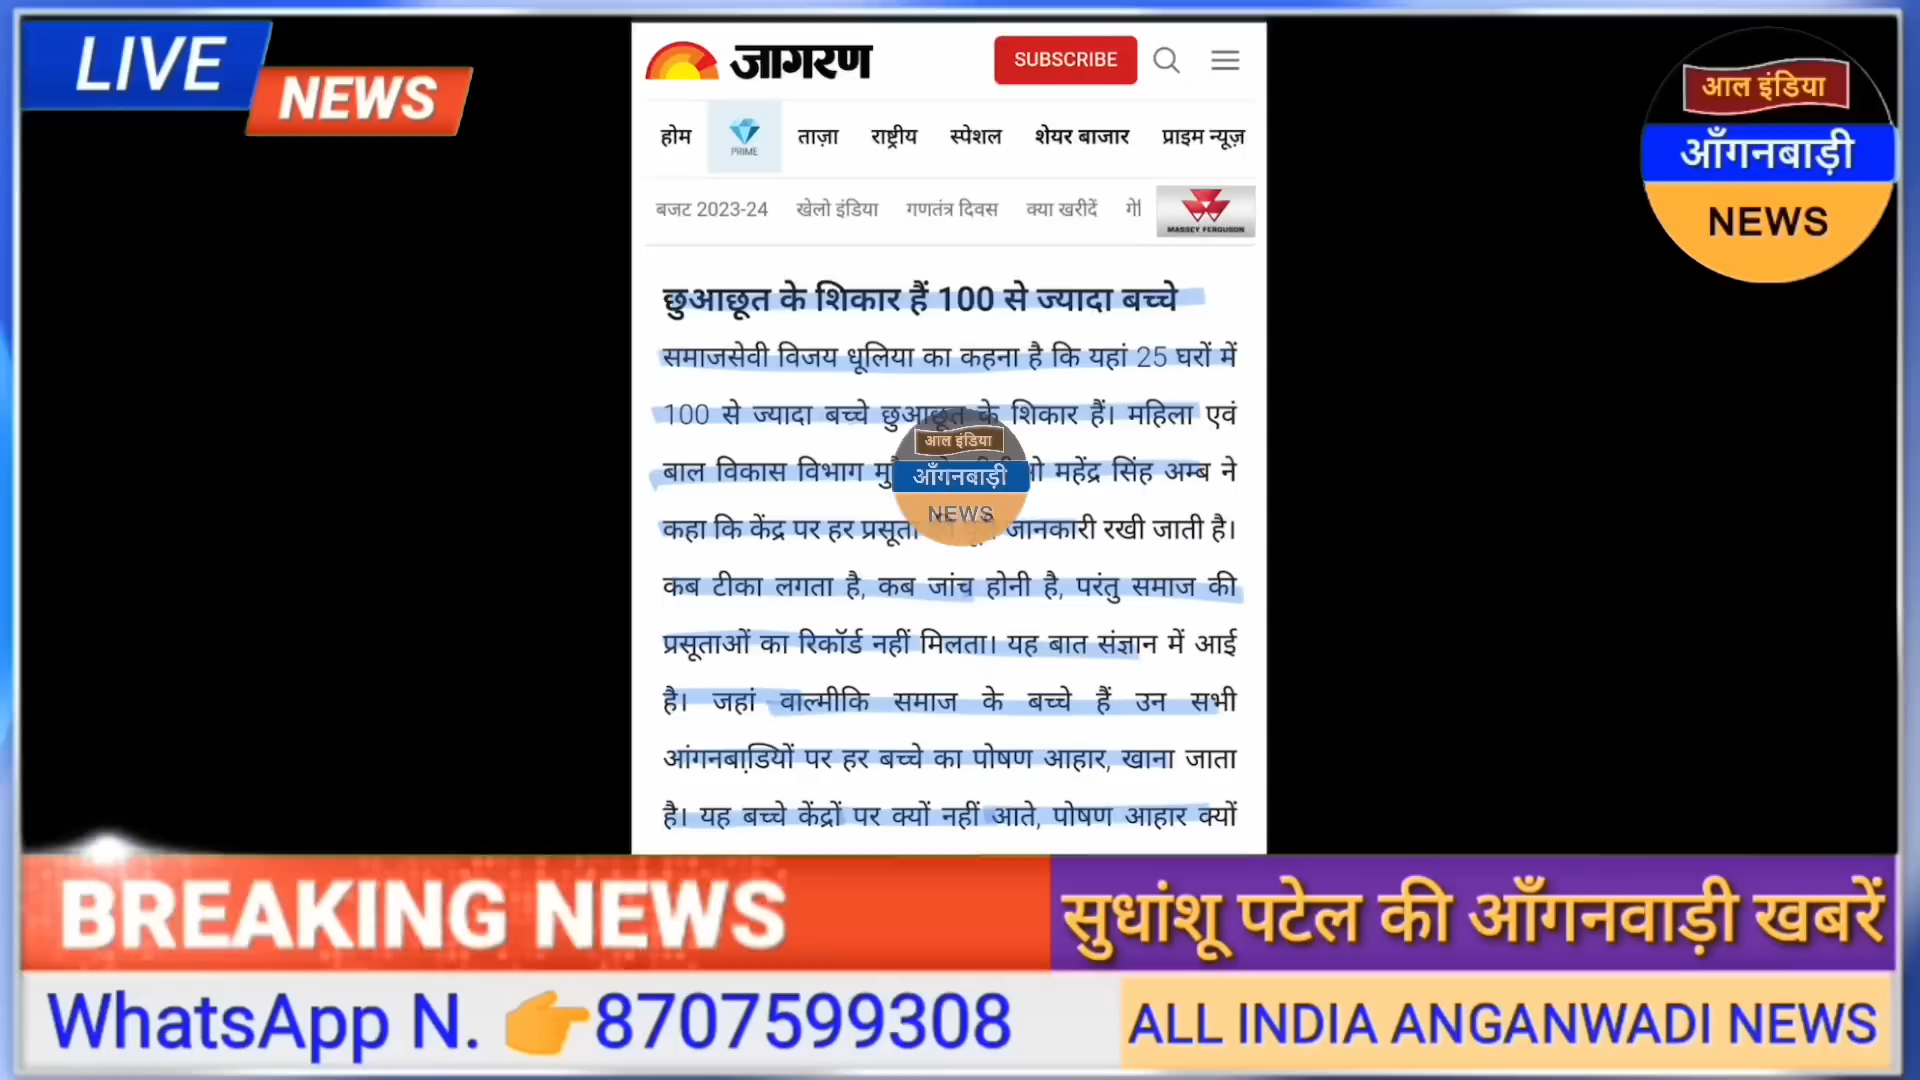 LIVE
NEWS
जागरण
SUBSCRIBE
आल इंडिया
आँगनबाड़ी
NEWS
होम
PRIME
ताज़ा
राष्ट्रीय
स्पेशल
शेयर बाजार
प्राइम न्यूज़
बजट 2023-24
खेलो इंडिया
गणतंत्र दिवस
क्या खरीदें
MASSEY FERGUSON
छुआछूत के शिकार हैं 100 से ज्यादा बच्चे
समाजसेवी विजय धूलिया का कहना है कि यहां 25 घरों में
100 से ज्यादा बच्चे छुआछूत के शिकार हैं। महिला एवं
बाल विकास विभाग महेंद्र सिंह अम्ब ने
कहा कि केंद्र पर हर प्रसूता जानकारी रखी जाती है।
आल इंडिया
आँगनबाड़ी
NEWS
कब टीका लगता है, कब जांच होनी है, परंतु समाज की
प्रसूताओं का रिकॉर्ड नहीं मिलता। यह बात संज्ञान में आई
है। जहां वाल्मीकि समाज के बच्चे हैं उन सभी
आंगनबाडि़यों पर हर बच्चे का पोषण आहार, खाना जाता
है। यह बच्चे केंद्रों पर क्यों नहीं आते, पोषण आहार क्यों
BREAKING NEWS
सुधांशू पटेल की आँगनवाड़ी खबरें
WhatsApp N. 👉8707599308
ALL INDIA ANGANWADI NEWS